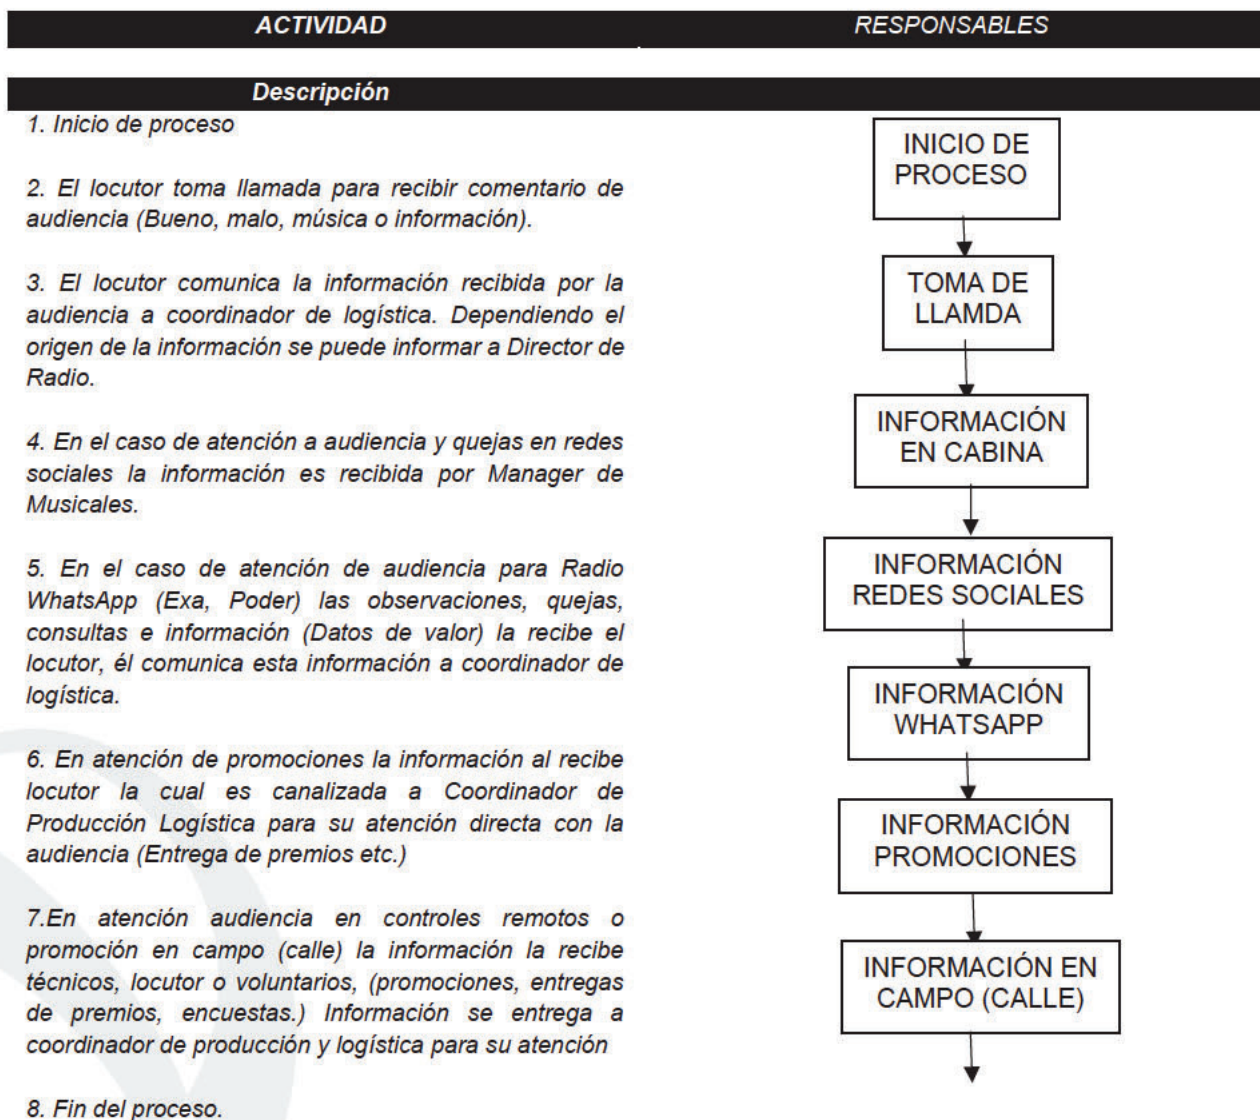 ACTIVIDAD
RESPONSABLES
Descripción
1. Inicio de proceso
2. El locutor toma llamada para recibir comentario de
audiencia (Bueno, malo, música o información).
3. El locutor comunica la información recibida por la
audiencia a coordinador de logística. Dependiendo el
origen de la información se puede informar a Director de
Radio.
4. En el caso de atención a audiencia y quejas en redes
sociales la información es recibida por Manager de
Musicales.
5. En el caso de atención de audiencia para Radio
WhatsApp (Exa, Poder) las observaciones, quejas,
consultas e información (Datos de valor) la recibe el
locutor, él comunica esta información a coordinador de
logística.
6. En atención de promociones la información al recibe
locutor la cual es canalizada a Coordinador de
Producción Logística para su atención directa con la
audiencia (Entrega de premios etc.)
7.En atención audiencia en controles remotos o
promoción en campo (calle) la información la recibe
técnicos, locutor o voluntarios, (promociones, entregas
de premios, encuestas.) Información se entrega a
coordinador de producción y logística para su atención
8. Fin del proceso.
INICIO DE
PROCESO
TOMA DE
LLAMDA
INFORMACIÓN
EN CABINA
INFORMACIÓN
REDES SOCIALES
INFORMACIÓN
WHATSAPP
INFORMACIÓN
PROMOCIONES
INFORMACIÓN EN
CAMPO (CALLE)